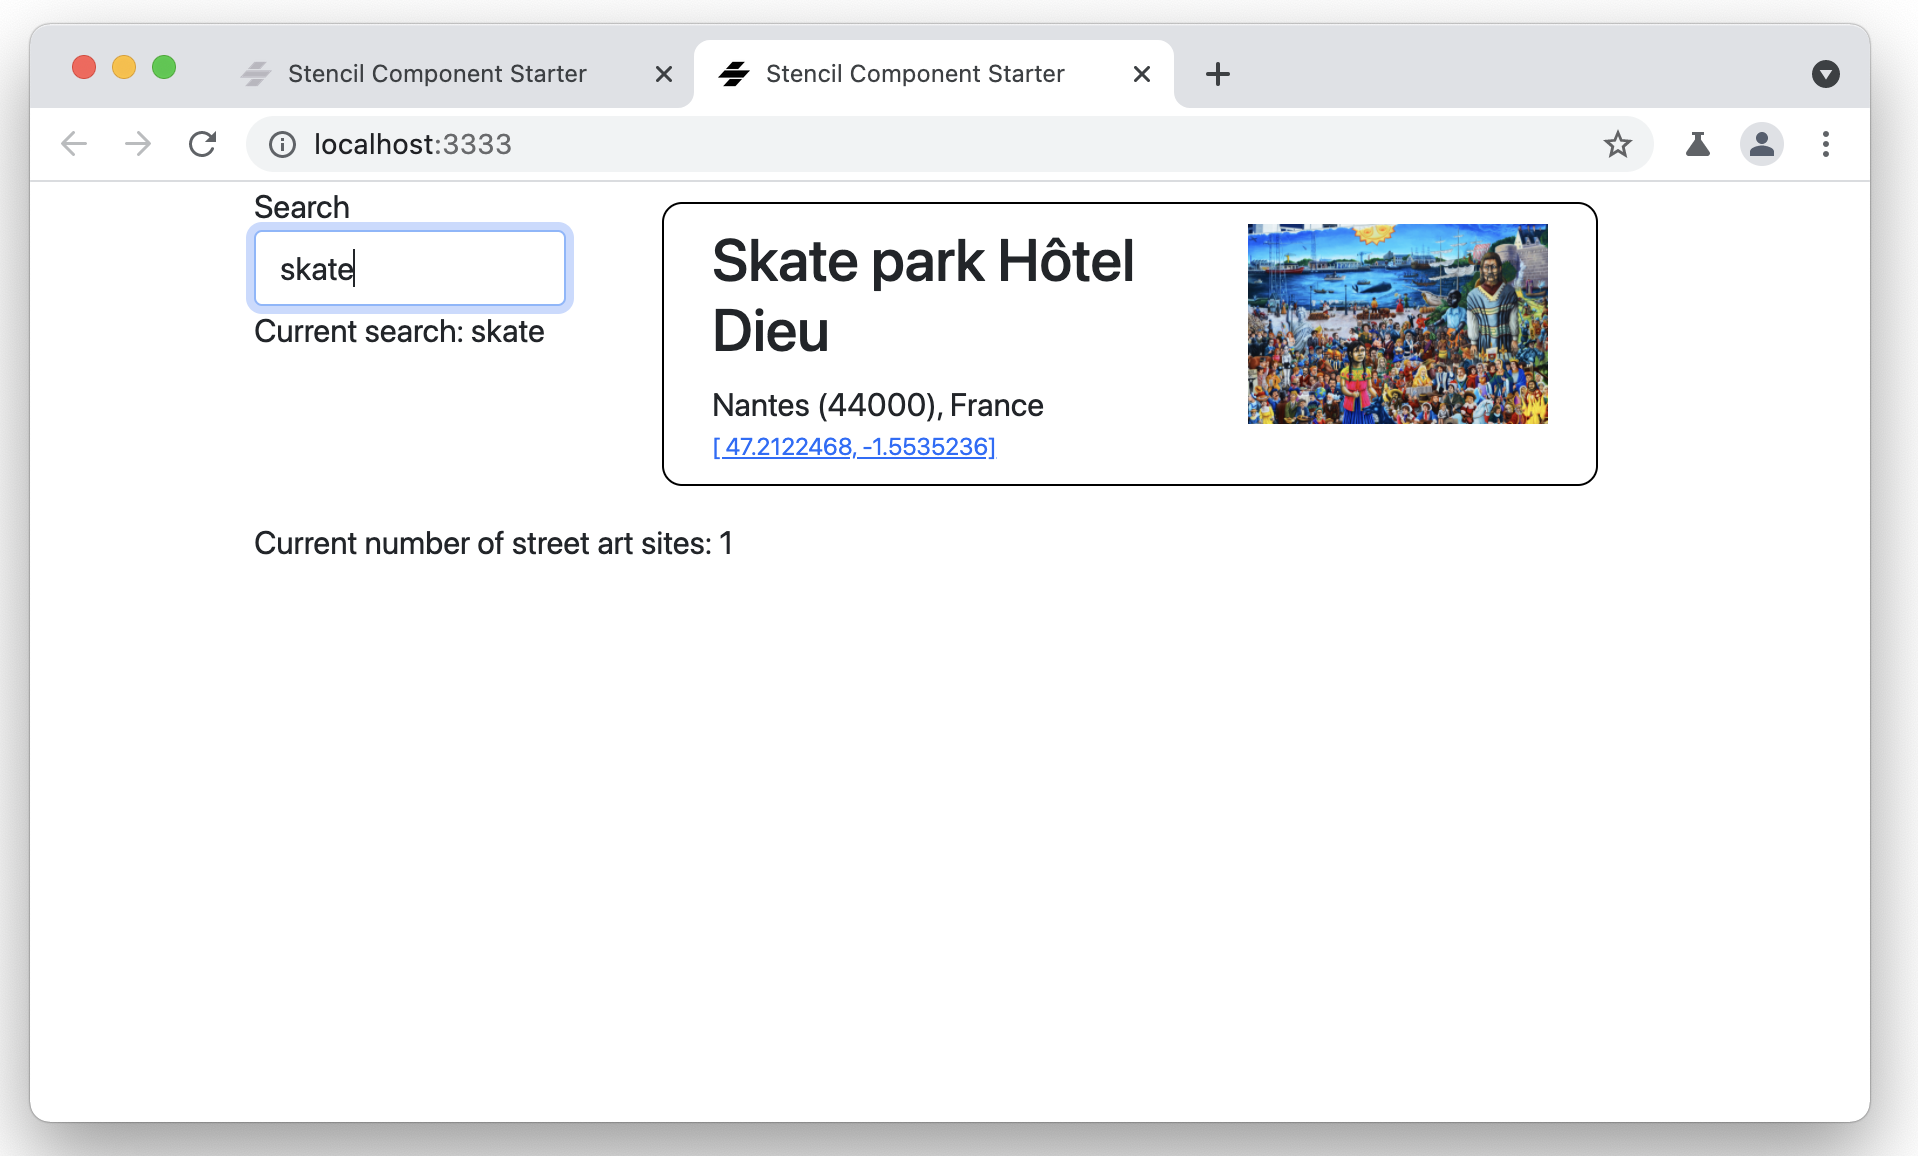 Stencil Component Starter
Stencil Component Starter
localhost:3333
Search
skate
Current search: skate
Skate park Hôtel
Dieu
Nantes (44000), France
[ 47.2122468, -1.5535236]
Current number of street art sites: 1